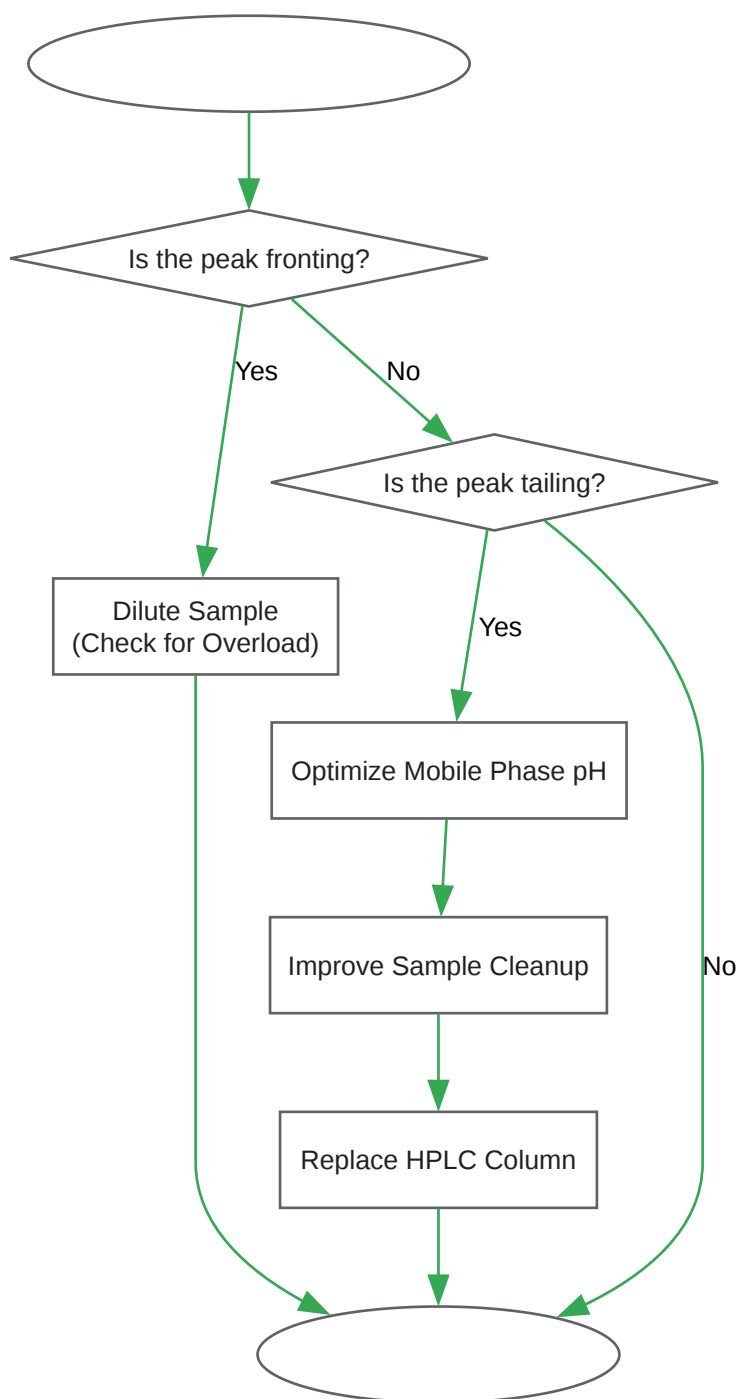 Is the peak fronting?
Yes
No
Is the peak tailing?
Dilute Sample
(Check for Overload)
Yes
Optimize Mobile Phase pH
Improve Sample Cleanup
No
Replace HPLC Column